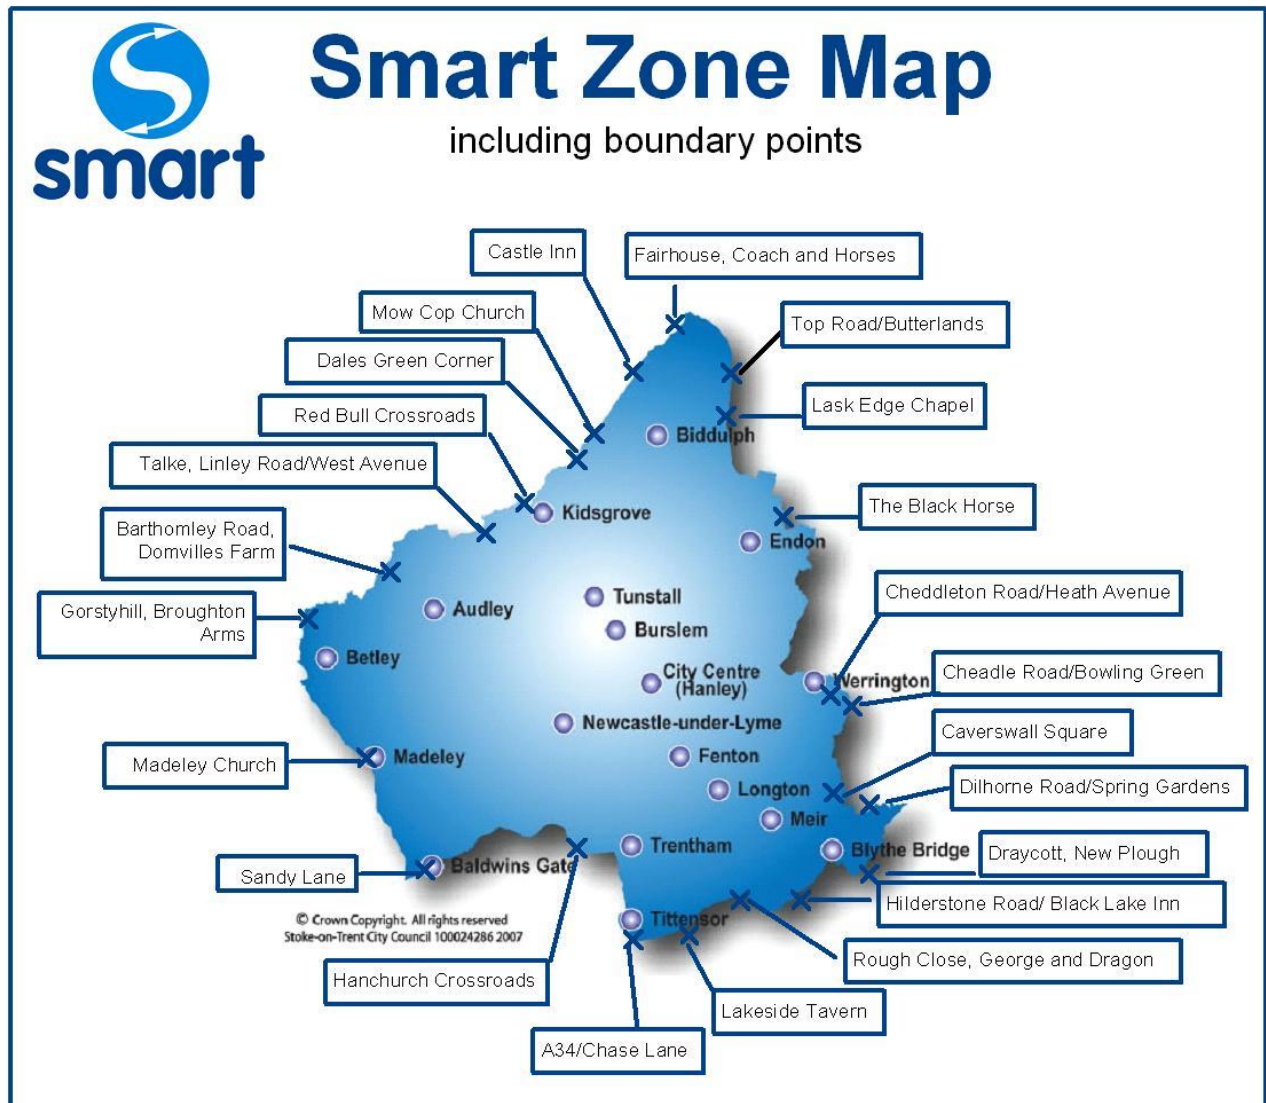 Smart Zone Map
including boundary points
smart
Castle Inn
Fairhouse, Coach and Horses
Mow Cop Church
Top Road/Butterlands
Dales Green Corner
Lask Edge Chapel
Red Bull Crossroads
Biddulph
Talke, Linley Road/West Avenue
The Black Horse
Kidsgrove
Barthomley Road,
Domvilles Farm
Endon
Cheddleton Road/Heath Avenue
Tunstall
Audley
Gorstyhill, Broughton
Arms
Burslem
Betley
City Centre
(Hanley)
Werrington
Cheadle Road/Bowling Green
Newcastle-under-Lyme
Caverswall Square
Madeley Church
Madeley
Fenton
Longton
Dilhorne Road/Spring Gardens
Meir
Trentham
Blythe Bridge
Draycott, New Plough
Sandy Lane
Baldwins Gate
Hilderstone Road/ Black Lake Inn
© Crown Copyright. All rights reserved
Stoke-on-Trent City Council 100024286 2007
Tittensor
Rough Close, George and Dragon
Hanchurch Crossroads
Lakeside Tavern
A34/Chase Lane